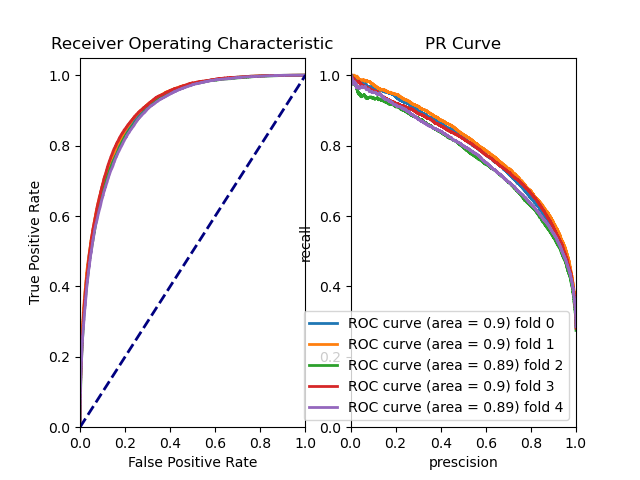 Receiver Operating Characteristic
1.0
0.8
0.6
0.4
0.2
0.0
True Positive Rate
0.0 0.2 0.4 0.6 0.8 1.0
False Positive Rate
PR Curve
1.0
0.8
0.6
0.4
0.2
0.0
recall
ROC curve (area = 0.9) fold 0
ROC curve (area = 0.9) fold 1
ROC curve (area = 0.89) fold 2
ROC curve (area = 0.9) fold 3
ROC curve (area = 0.89) fold 4
0.0 0.2 0.4 0.6 0.8 1.0
prescision